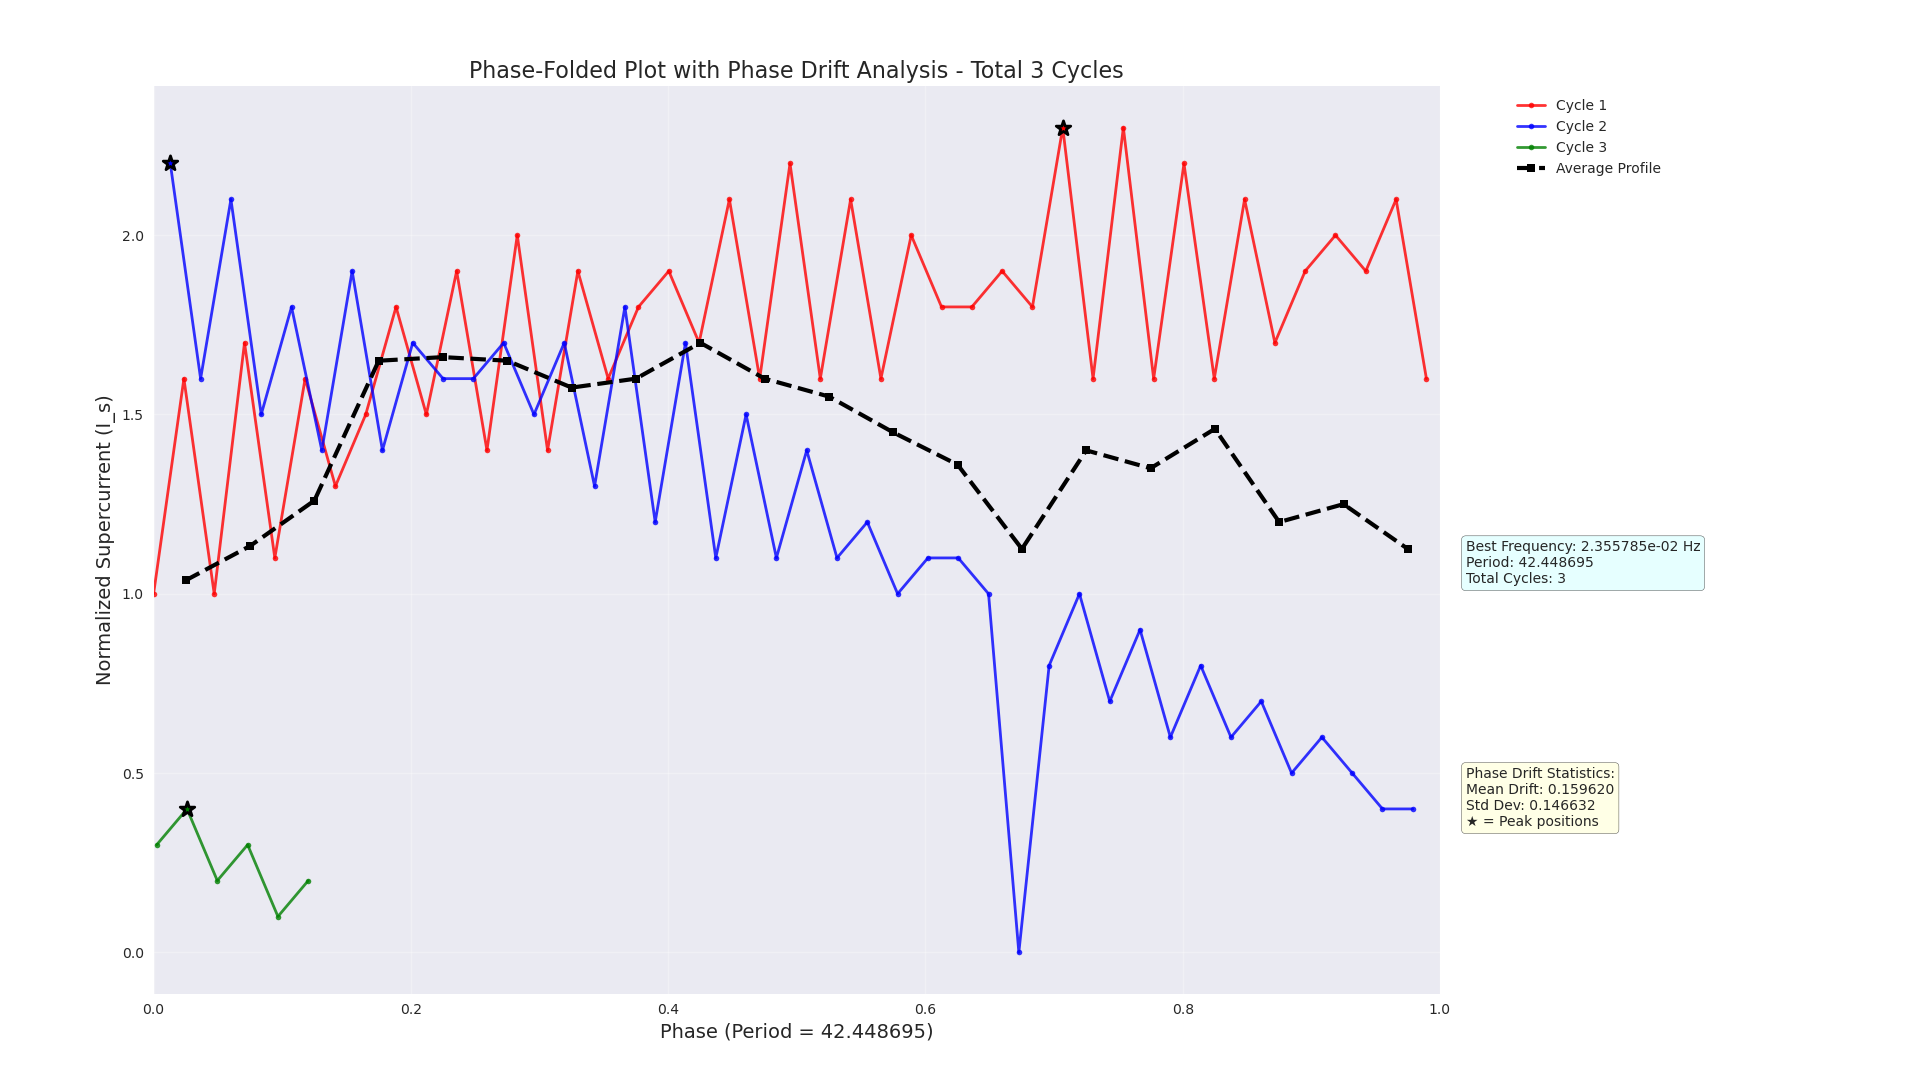 Phase-Folded Plot with Phase Drift Analysis - Total 3 Cycles
Cycle 1
Cycle 2
Cycle 3
Average Profile
Normalized Supercurrent (I_s)
2.0
1.5
1.0
0.5
0.0
0.0
0.2
0.4
0.6
0.8
1.0
Phase (Period = 42.448695)
Best Frequency: 2.355785e-02 Hz
Period: 42.448695
Total Cycles: 3
Phase Drift Statistics:
Mean Drift: 0.159620
Std Dev: 0.146632
★ = Peak positions